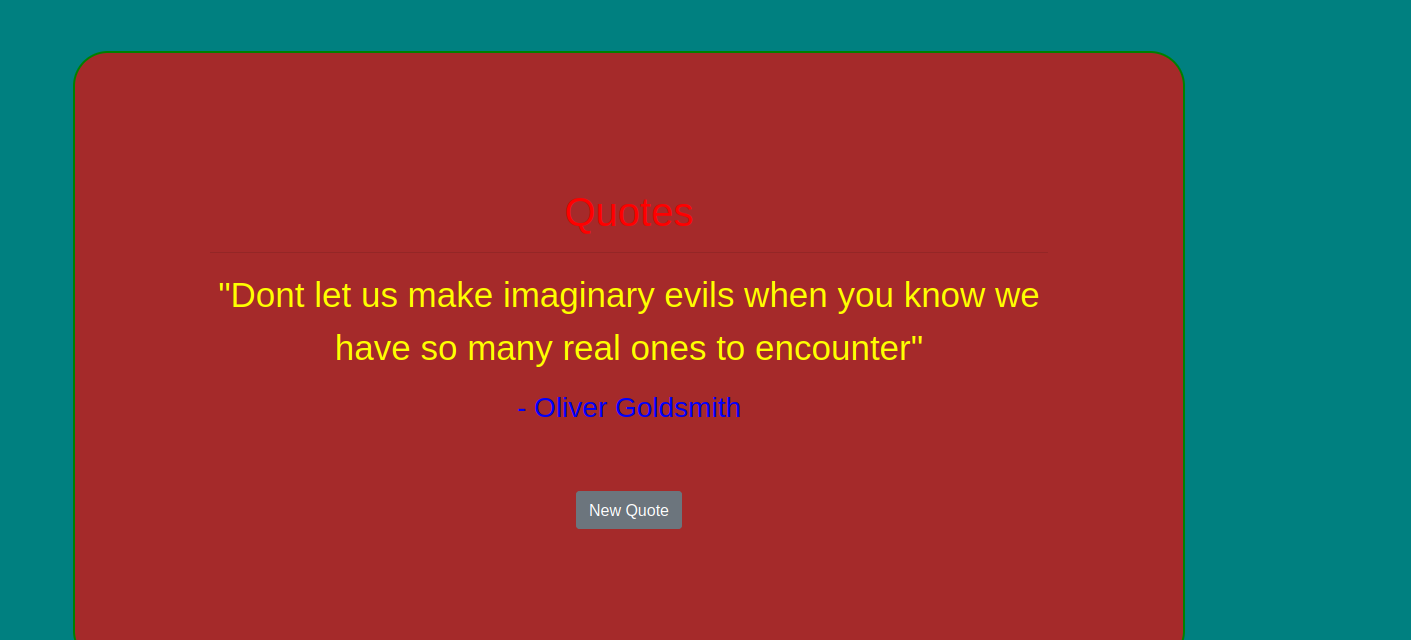 Quotes
"Dont let us make imaginary evils when you know we
have so many real ones to encounter"
- Oliver Goldsmith
New Quote